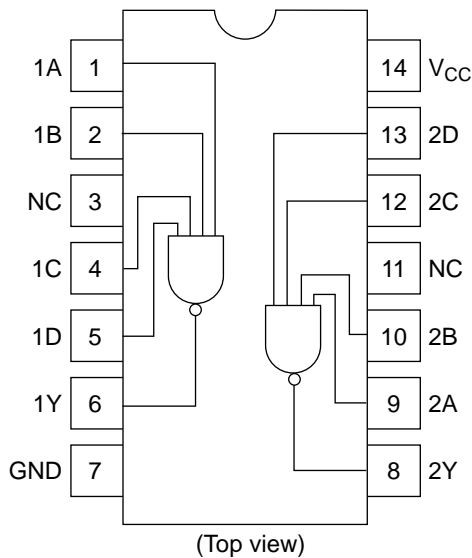 1A 1 14 VCC
1B 2 13 2D
NC 3 12 2C
1C 4 11 NC
1D 5 10 2B
1Y 6 9 2A
GND 7 8 2Y
(Top view)